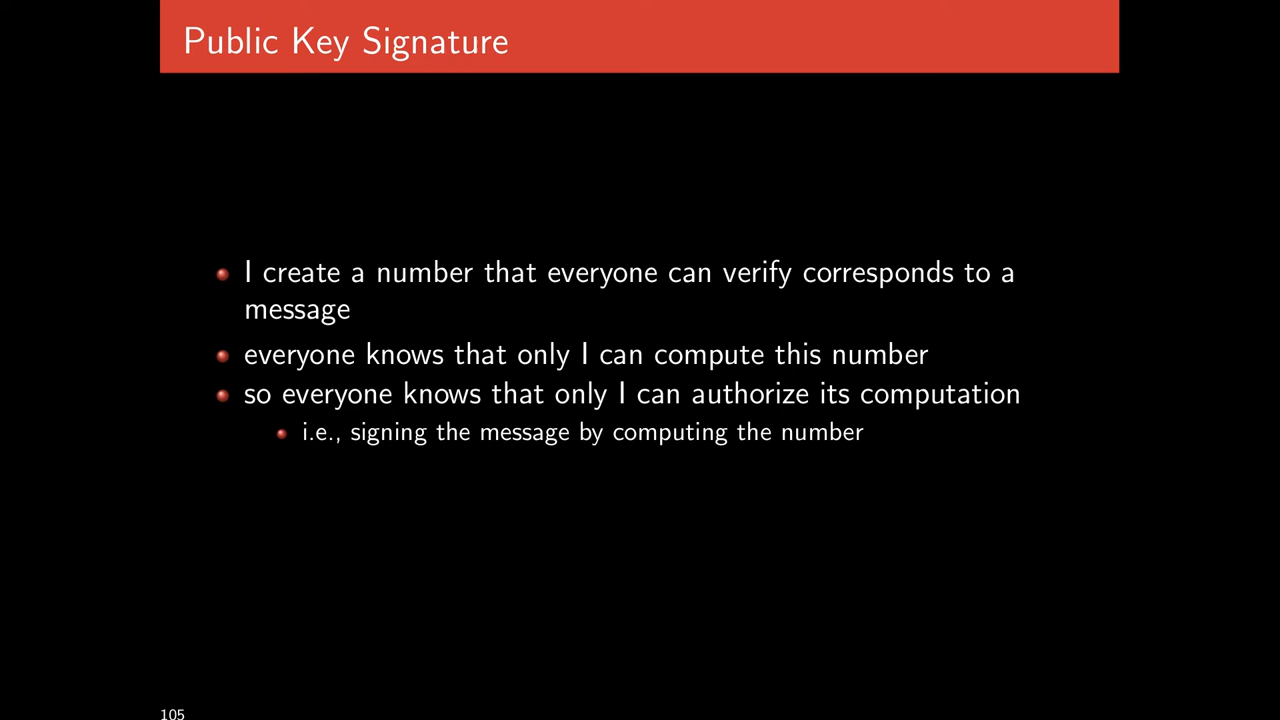 Public Key Signature
I create a number that everyone can verify corresponds to a
message
everyone knows that only I can compute this number
so everyone knows that only I can authorize its computation
i.e., signing the message by computing the number
105